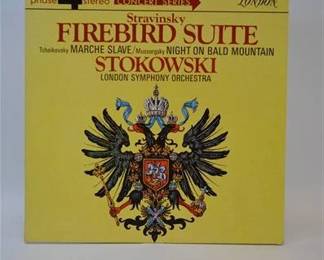 phase 4 stereo CONCERT SERIES LONDON
Stravinsky
FIREBIRD SUITE
Tchaikovsky MARCHE SLAVE/Mussorgsky NIGHT ON BALD MOUNTAIN
STOKOWSKI
LONDON SYMPHONY ORCHESTRA